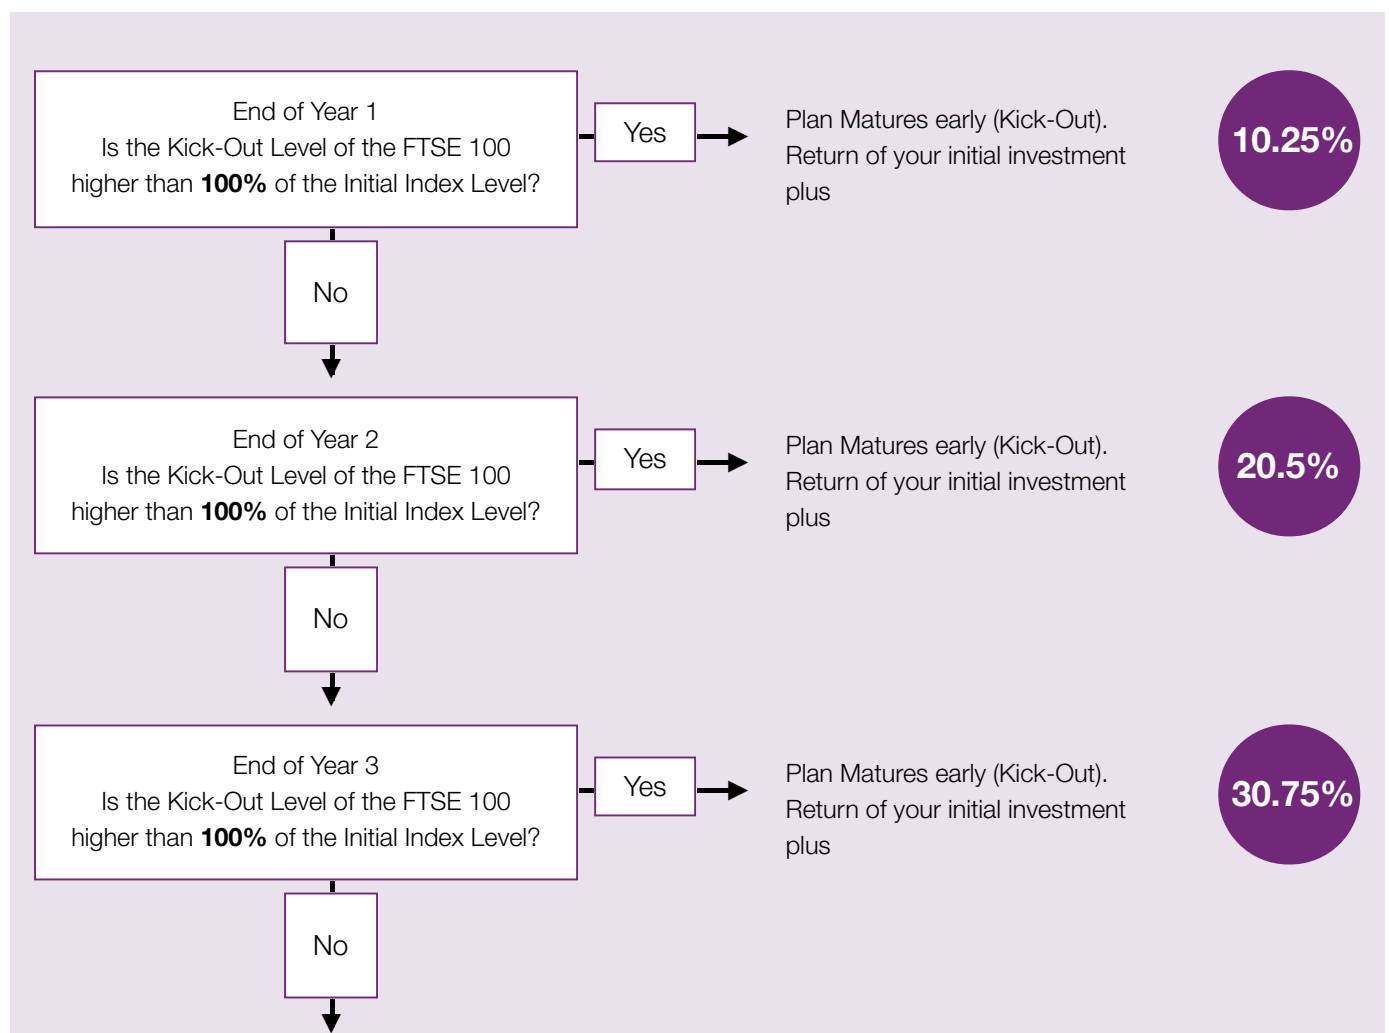 End of Year 1
Is the Kick-Out Level of the FTSE 100
higher than 100% of the Initial Index Level?
Yes
Plan Matures early (Kick-Out).
Return of your initial investment
plus
10.25%
No
End of Year 2
Is the Kick-Out Level of the FTSE 100
higher than 100% of the Initial Index Level?
Yes
Plan Matures early (Kick-Out).
Return of your initial investment
plus
20.5%
No
End of Year 3
Is the Kick-Out Level of the FTSE 100
higher than 100% of the Initial Index Level?
Yes
Plan Matures early (Kick-Out).
Return of your initial investment
plus
30.75%
No